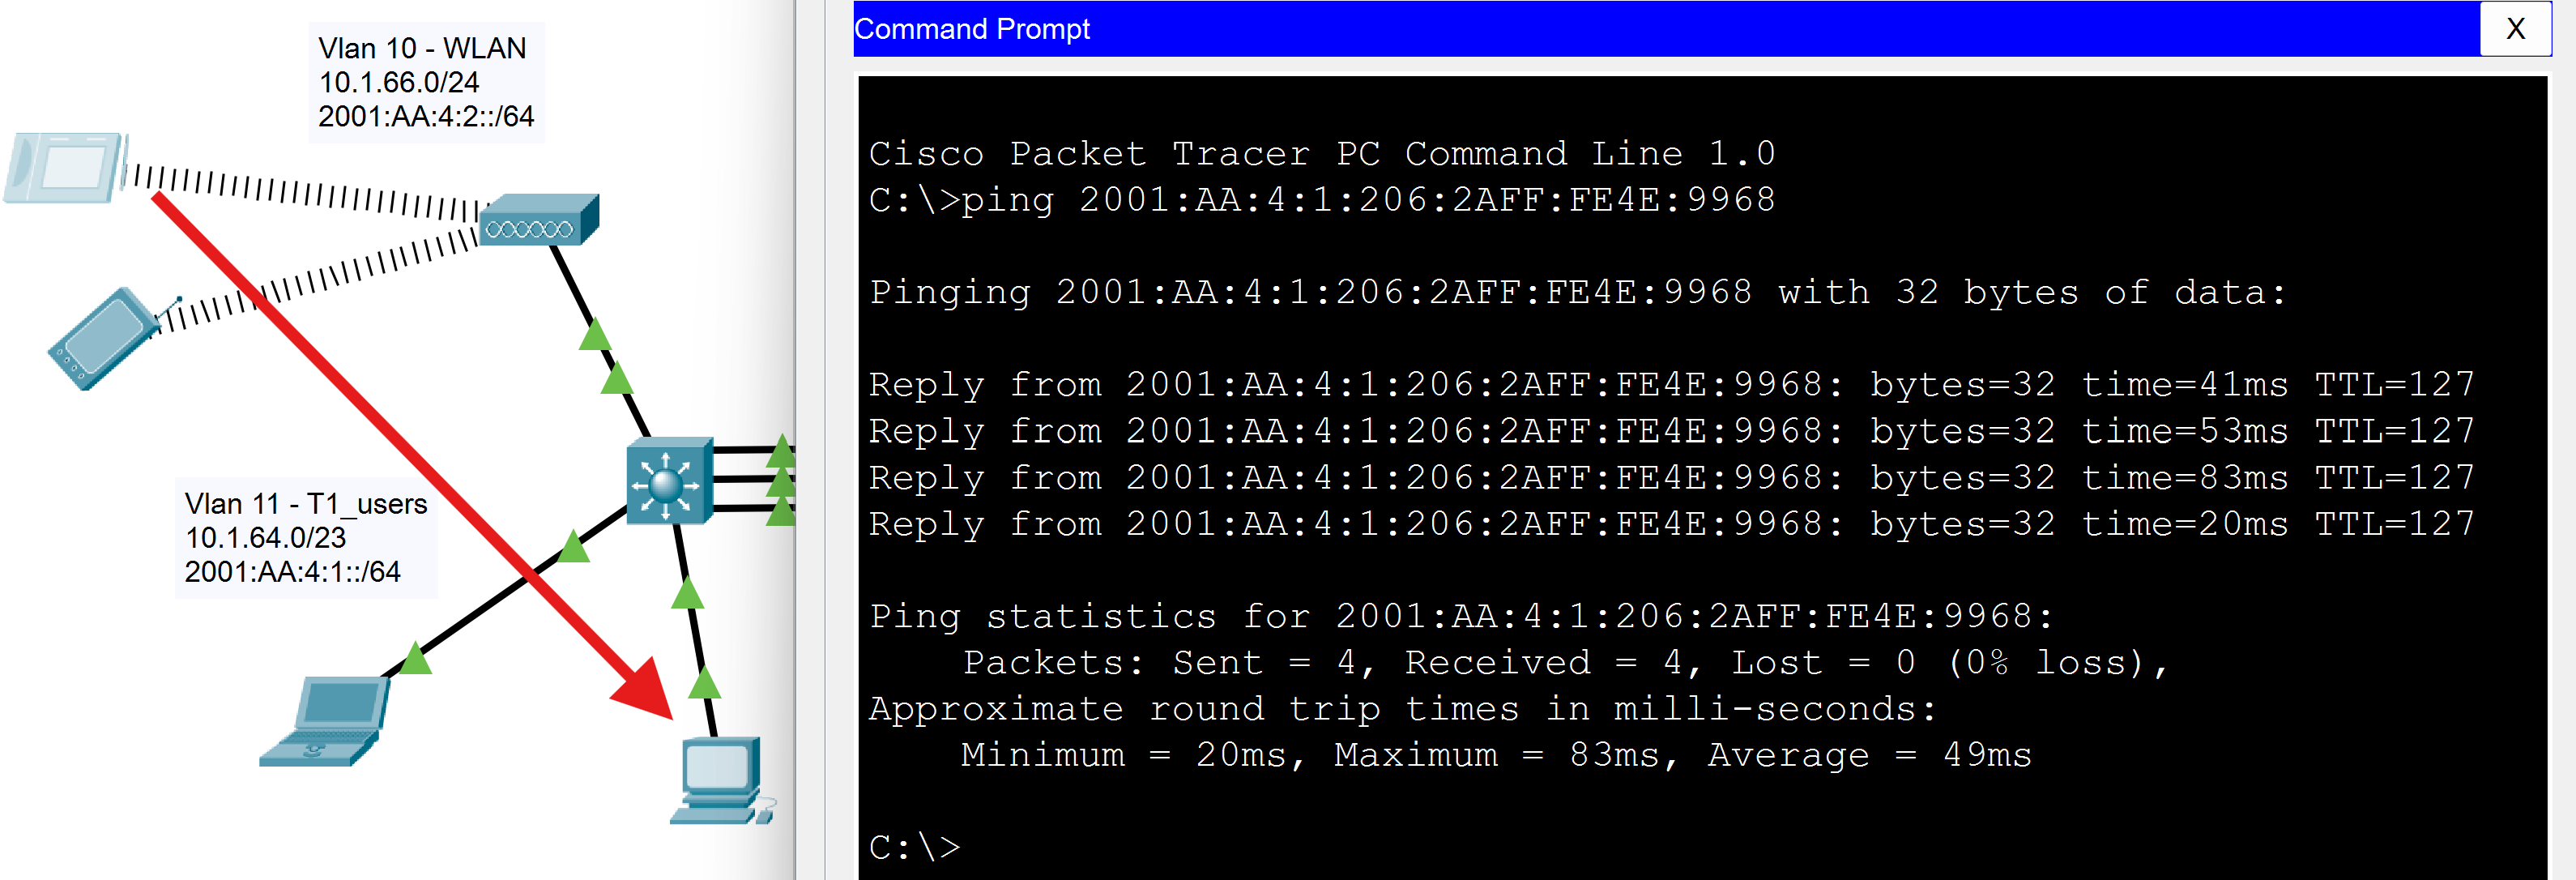 Vlan 10 - WLAN
10.1.66.0/24
2001:AA:4:2::/64
Vlan 11 - T1_users
10.1.64.0/23
2001:AA:4:1::/64
Command Prompt
X
Cisco Packet Tracer PC Command Line 1.0
C:\>ping 2001:AA:4:1:206:2AFF:FE4E:9968
Pinging 2001:AA:4:1:206:2AFF:FE4E:9968 with 32 bytes of data:
Reply from 2001:AA:4:1:206:2AFF:FE4E:9968: bytes=32 time=41ms TTL=127
Reply from 2001:AA:4:1:206:2AFF:FE4E:9968: bytes=32 time=53ms TTL=127
Reply from 2001:AA:4:1:206:2AFF:FE4E:9968: bytes=32 time=83ms TTL=127
Reply from 2001:AA:4:1:206:2AFF:FE4E:9968: bytes=32 time=20ms TTL=127
Ping statistics for 2001:AA:4:1:206:2AFF:FE4E:9968:
Packets: Sent = 4, Received = 4, Lost = 0 (0% loss),
Approximate round trip times in milli-seconds:
Minimum = 20ms, Maximum = 83ms, Average = 49ms
C:\>